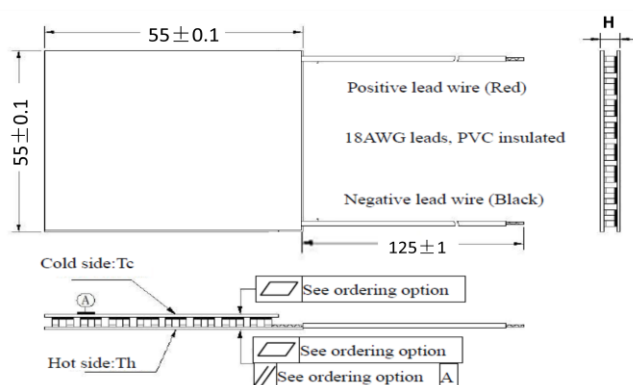 55±0.1
H
55±0.1
Positive lead wire (Red)
18AWG leads, PVC insulated
Negative lead wire (Black)
125±1
Cold side:Tc
A
See ordering option
Hot side:Th
See ordering option
See ordering option A